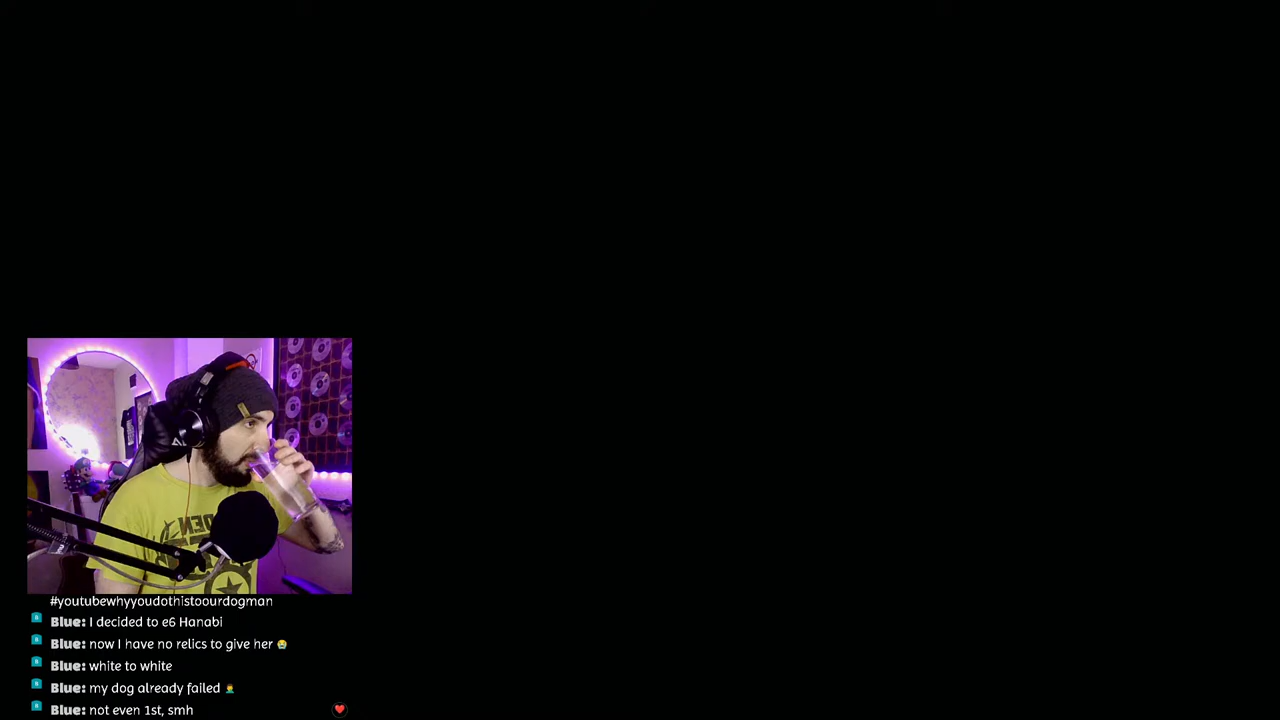 #youtubewhyyoudothistoourdogman
Blue: I decided to e6 Hanabi
Blue: now I have no relics to give her 😭
Blue: white to white
Blue: my dog already failed 🤦‍♂️
Blue: not even 1st, smh